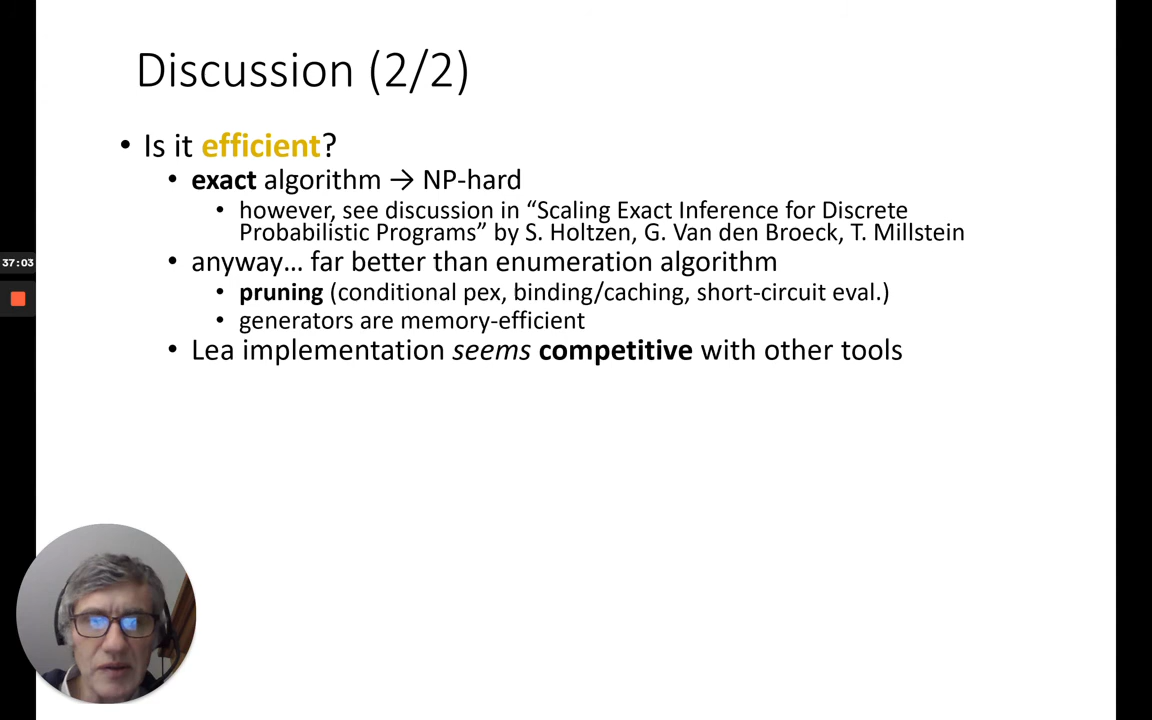 Discussion (2/2)
• Is it efficient?
• exact algorithm → NP-hard
• however, see discussion in “Scaling Exact Inference for Discrete
Probabilistic Programs” by S. Holtzen, G. Van den Broeck, T. Millstein
• anyway… far better than enumeration algorithm
• pruning (conditional pex, binding/caching, short-circuit eval.)
• generators are memory-efficient
• Lea implementation seems competitive with other tools
37:03